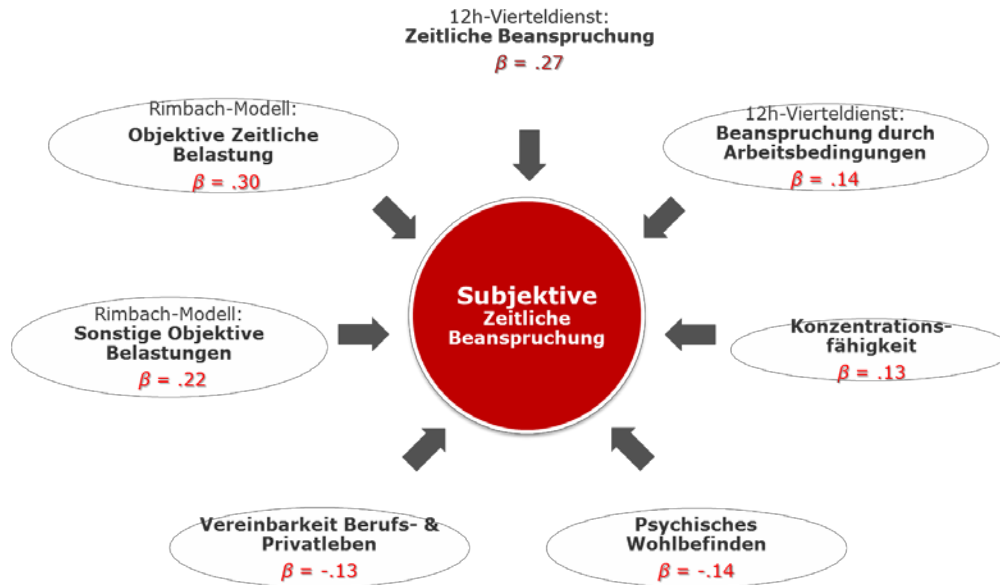 12h-Vierteldienst:
Zeitliche Beanspruchung
β = .27
Rimbach-Modell:
Objektive Zeitliche
Belastung
β = .30
12h-Vierteldienst:
Beanspruchung durch
Arbeitsbedingungen
β = .14
Subjektive
Zeitliche
Beanspruchung
Rimbach-Modell:
Sonstige Objektive
Belastungen
β = .22
Konzentrations-
fähigkeit
β = .13
Vereinbarkeit Berufs- &
Privatleben
β = -.13
Psychisches
Wohlbefinden
β = -.14